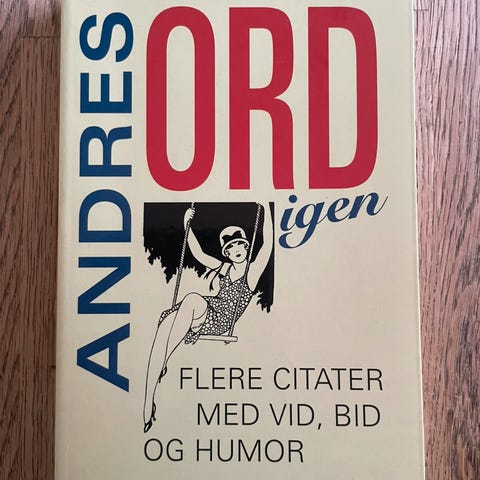 ANDRES
ORD
igen
FLERE CITATER
MED VID, BID
OG HUMOR